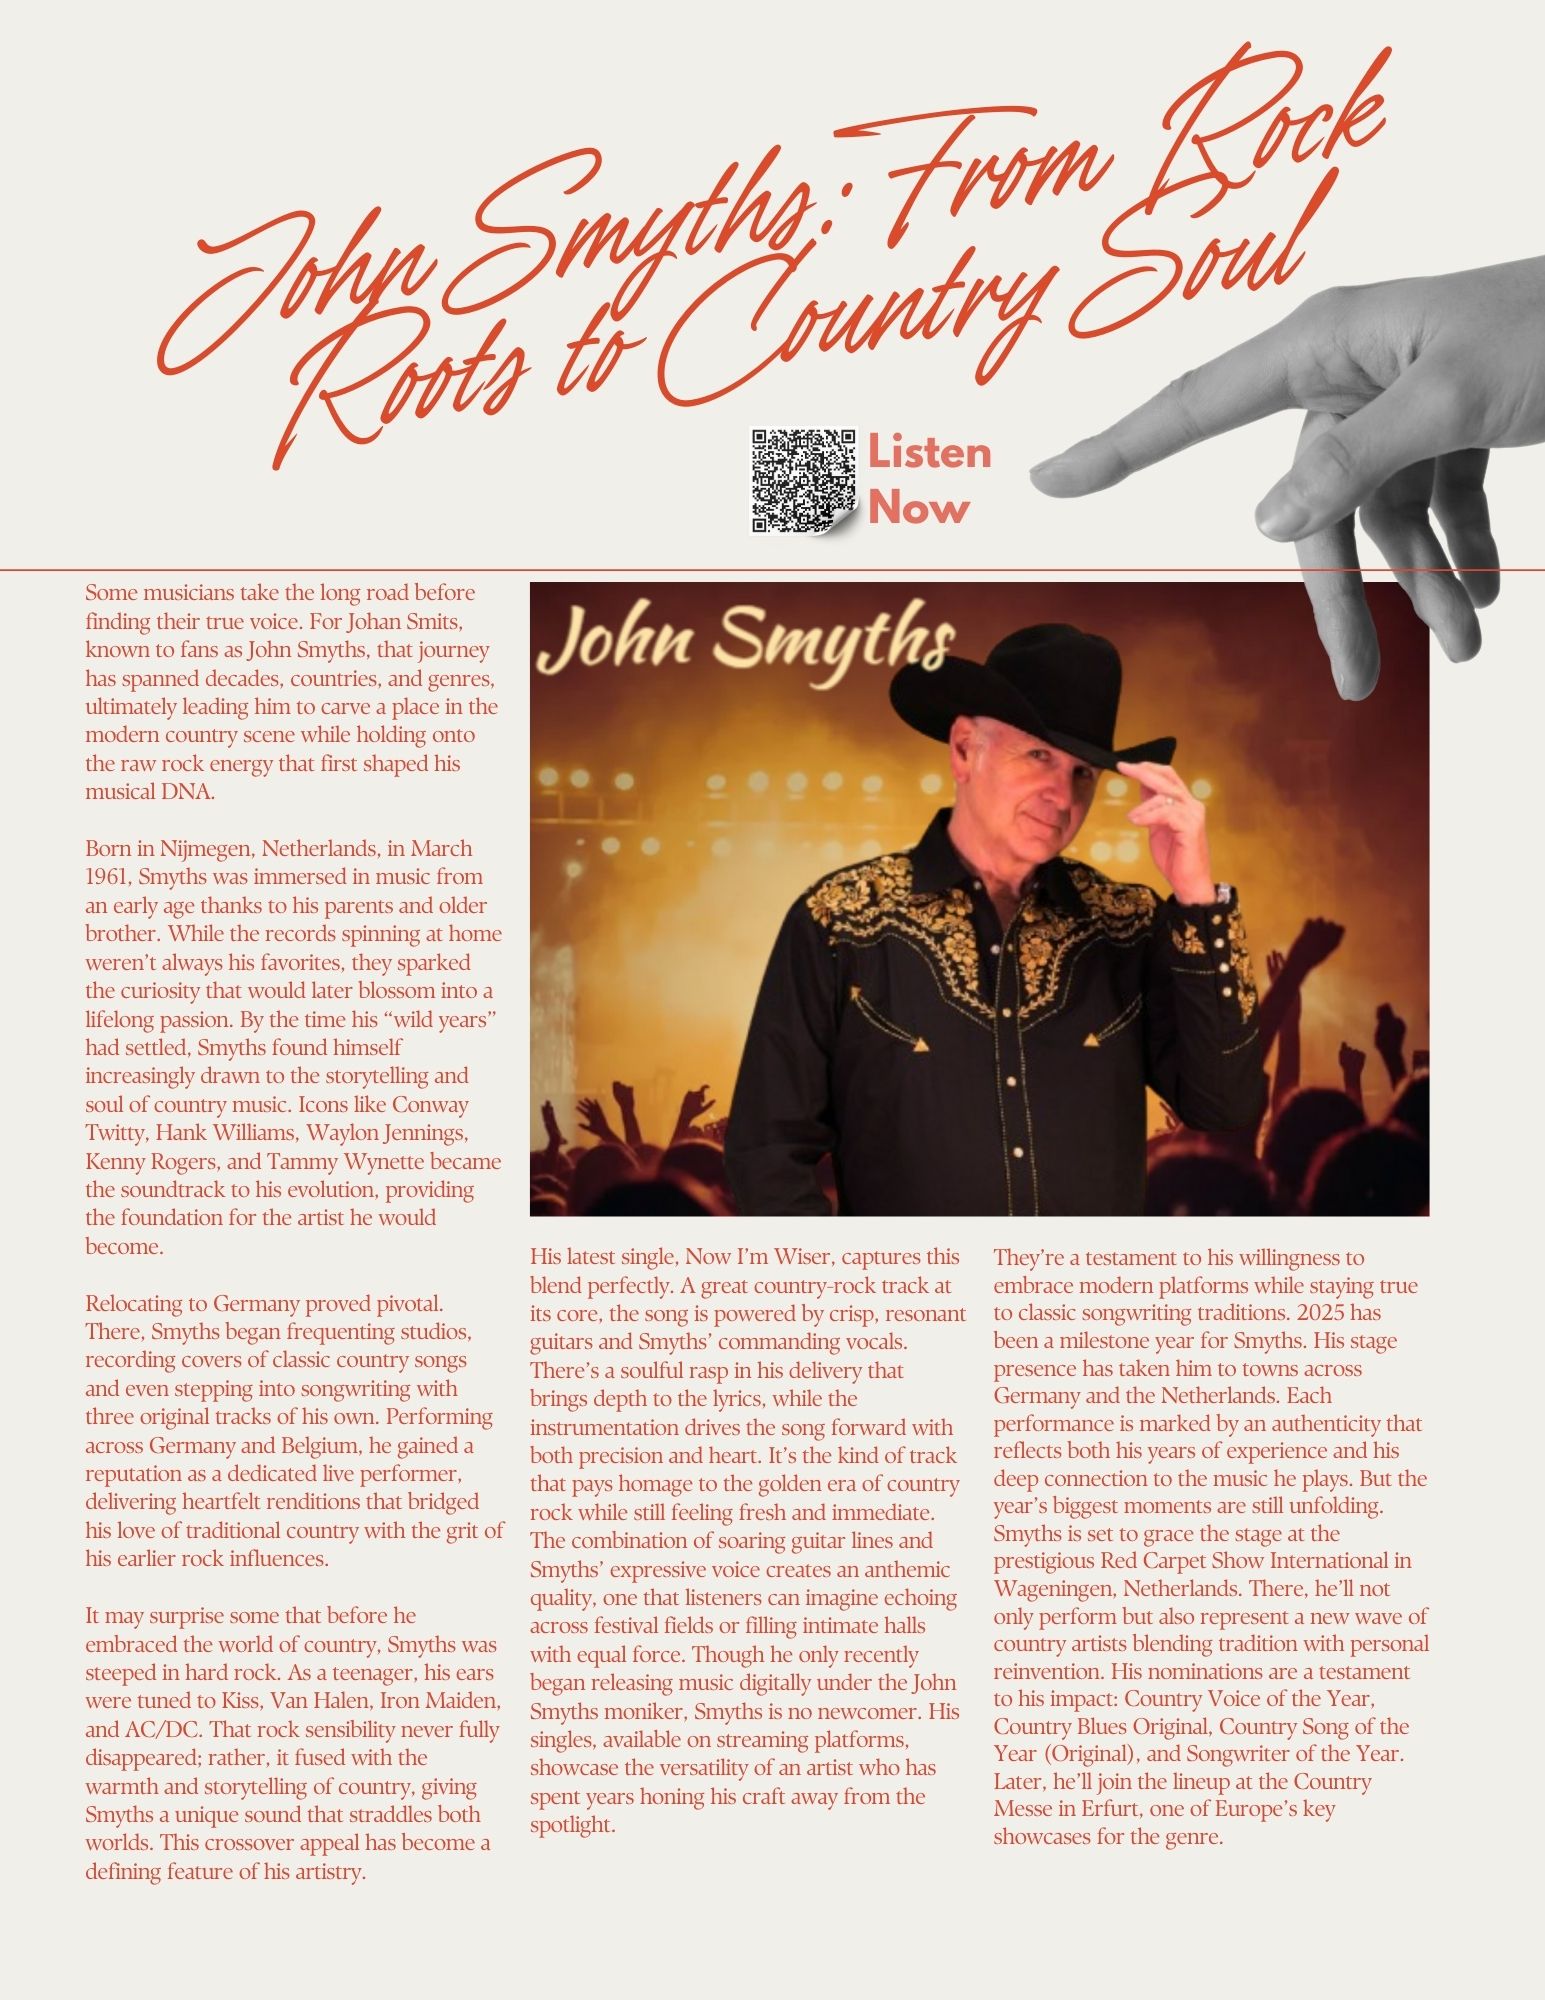 John Smyths: From Rock
Roots to Country Soul
Listen
Now
Some musicians take the long road before
finding their true voice. For Johan Smits,
known to fans as John Smyths, that journey
has spanned decades, countries, and genres,
ultimately leading him to carve a place in the
modern country scene while holding onto
the raw rock energy that first shaped his
musical DNA.
Born in Nijmegen, Netherlands, in March
1961, Smyths was immersed in music from
an early age thanks to his parents and older
brother. While the records spinning at home
weren’t always his favorites, they sparked
the curiosity that would later blossom into a
lifelong passion. By the time his “wild years”
had settled, Smyths found himself
increasingly drawn to the storytelling and
soul of country music. Icons like Conway
Twitty, Hank Williams, Waylon Jennings,
Kenny Rogers, and Tammy Wynette became
the soundtrack to his evolution, providing
the foundation for the artist he would
become.
Relocating to Germany proved pivotal.
There, Smyths began frequenting studios,
recording covers of classic country songs
and even stepping into songwriting with
three original tracks of his own. Performing
across Germany and Belgium, he gained a
reputation as a dedicated live performer,
delivering heartfelt renditions that bridged
his love of traditional country with the grit of
his earlier rock influences.
It may surprise some that before he
embraced the world of country, Smyths was
steeped in hard rock. As a teenager, his ears
were tuned to Kiss, Van Halen, Iron Maiden,
and AC/DC. That rock sensibility never fully
disappeared; rather, it fused with the
warmth and storytelling of country, giving
Smyths a unique sound that straddles both
worlds. This crossover appeal has become a
defining feature of his artistry.
John Smyths
His latest single, Now I’m Wiser, captures this
blend perfectly. A great country-rock track at
its core, the song is powered by crisp, resonant
guitars and Smyths’ commanding vocals.
There’s a soulful rasp in his delivery that
brings depth to the lyrics, while the
instrumentation drives the song forward with
both precision and heart. It’s the kind of track
that pays homage to the golden era of country
rock while still feeling fresh and immediate.
The combination of soaring guitar lines and
Smyths’ expressive voice creates an anthemic
quality, one that listeners can imagine echoing
across festival fields or filling intimate halls
with equal force. Though he only recently
began releasing music digitally under the John
Smyths moniker, Smyths is no newcomer. His
singles, available on streaming platforms,
showcase the versatility of an artist who has
spent years honing his craft away from the
spotlight.
They’re a testament to his willingness to
embrace modern platforms while staying true
to classic songwriting traditions. 2025 has
been a milestone year for Smyths. His stage
presence has taken him to towns across
Germany and the Netherlands. Each
performance is marked by an authenticity that
reflects both his years of experience and his
deep connection to the music he plays. But the
year’s biggest moments are still unfolding.
Smyths is set to grace the stage at the
prestigious Red Carpet Show International in
Wageningen, Netherlands. There, he’ll not
only perform but also represent a new wave of
country artists blending tradition with personal
reinvention. His nominations are a testament
to his impact: Country Voice of the Year,
Country Blues Original, Country Song of the
Year (Original), and Songwriter of the Year.
Later, he’ll join the lineup at the Country
Messe in Erfurt, one of Europe’s key
showcases for the genre.